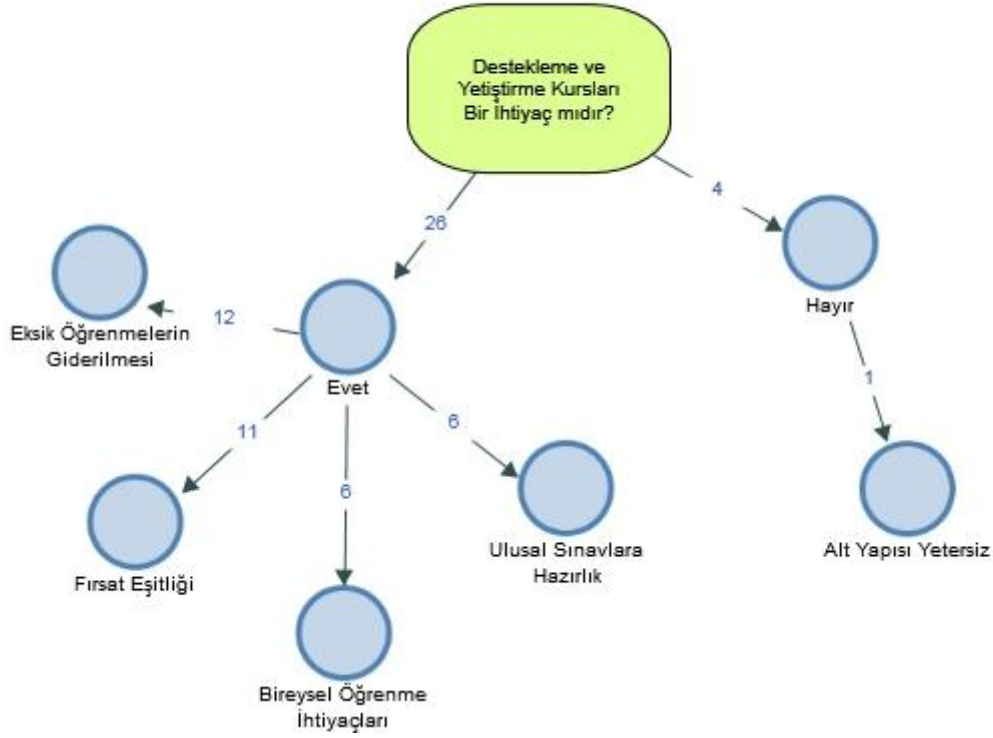 Destekleme ve
Yetiştirme Kursları
Bir İhtiyaç mıdır?
4
26
Hayır
12
Eksik Öğrenmelerin
Giderilmesi
Evet
1
11
6
6
Ulusal Sınavlara
Hazırlık
Alt Yapısı Yetersiz
Fırsat Eşitliği
Bireysel Öğrenme
İhtiyaçları